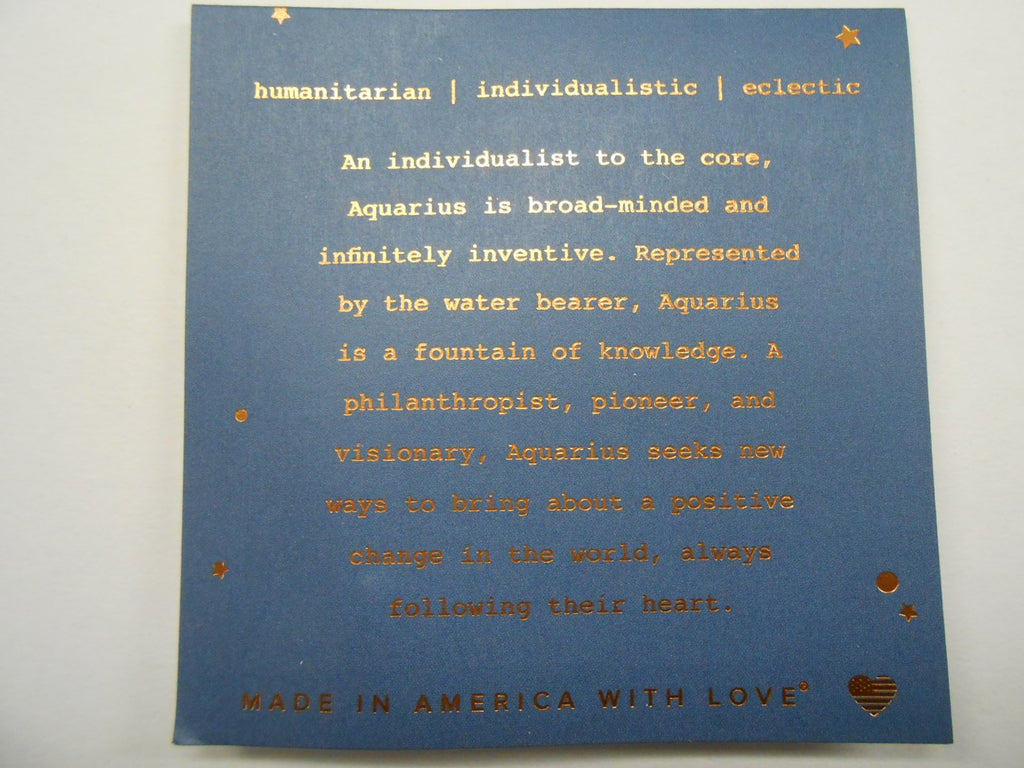 humanitarian | individualistic | eclectic
An individualist to the core,
Aquarius is broad-minded and
infinitely inventive. Represented
by the water bearer, Aquarius
is a fountain of knowledge. A
philanthropist, pioneer, and
visionary, Aquarius seeks new
ways to bring about a positive
change in the world, always
following their heart.
MADE IN AMERICA WITH LOVE®